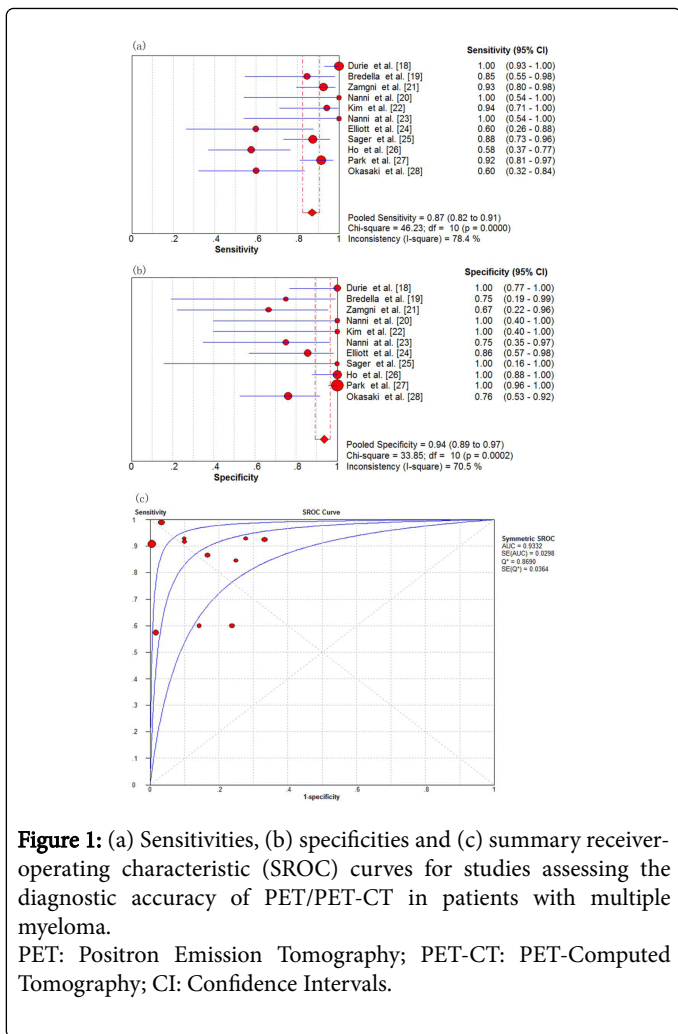 (a)
Sensitivity (95% CI)
Durie et al. [18] 1.00 (0.93 - 1.00)
Bredella et al. [19] 0.85 (0.55 - 0.98)
Zamgni et al. [21] 0.93 (0.80 - 0.98)
Nanni et al. [20] 1.00 (0.54 - 1.00)
Kim et al. [22] 0.94 (0.71 - 1.00)
Nanni at al. [23] 1.00 (0.54 - 1.00)
Elliott et al. [24] 0.60 (0.26 - 0.88)
Sager et al. [25] 0.88 (0.73 - 0.96)
Ho et al. [26] 0.58 (0.37 - 0.77)
Park et al. [27] 0.92 (0.81 - 0.97)
Okasaki et al. [28] 0.60 (0.32 - 0.84)
Pooled Sensitivity = 0.87 (0.82 to 0.91)
Chi-square = 46.23; df = 10 (p = 0.0000)
Inconsistency (I-square) = 78.4 %
0 .2 .4 .6 .8 1
Sensitivity
(b)
Specificity (95% CI)
Durie et al. [18] 1.00 (0.77 - 1.00)
Bredella et al. [19] 0.75 (0.19 - 0.99)
Zamgni et al. [21] 0.67 (0.22 - 0.96)
Nanni et al. [20] 1.00 (0.40 - 1.00)
Kim et al. [22] 1.00 (0.40 - 1.00)
Nanni at al. [23] 0.75 (0.35 - 0.97)
Elliott et al. [24] 0.86 (0.57 - 0.98)
Sager et al. [25] 1.00 (0.16 - 1.00)
Ho et al. [26] 1.00 (0.88 - 1.00)
Park et al. [27] 1.00 (0.96 - 1.00)
Okasaki et al. [28] 0.76 (0.53 - 0.92)
Pooled Specificity = 0.94 (0.89 to 0.97)
Chi-square = 33.85; df = 10 (p = 0.0002)
Inconsistency (I-square) = 70.5 %
0 .2 .4 .6 .8 1
Specificity
(c)
Sensitivity SROC Curve
1
.9
.8
.7
.6
.5
.4
.3
.2
.1
0
Symmetric SROC
AUC = 0.9332
SE(AUC) = 0.0298
Q* = 0.8690
SE(Q*) = 0.0364
0 .2 .4 .6 .8 1
1-specificity
Figure 1: (a) Sensitivities, (b) specificities and (c) summary receiver-
operating characteristic (SROC) curves for studies assessing the
diagnostic accuracy of PET/PET-CT in patients with multiple
myeloma.
PET: Positron Emission Tomography; PET-CT: PET-Computed
Tomography; CI: Confidence Intervals.